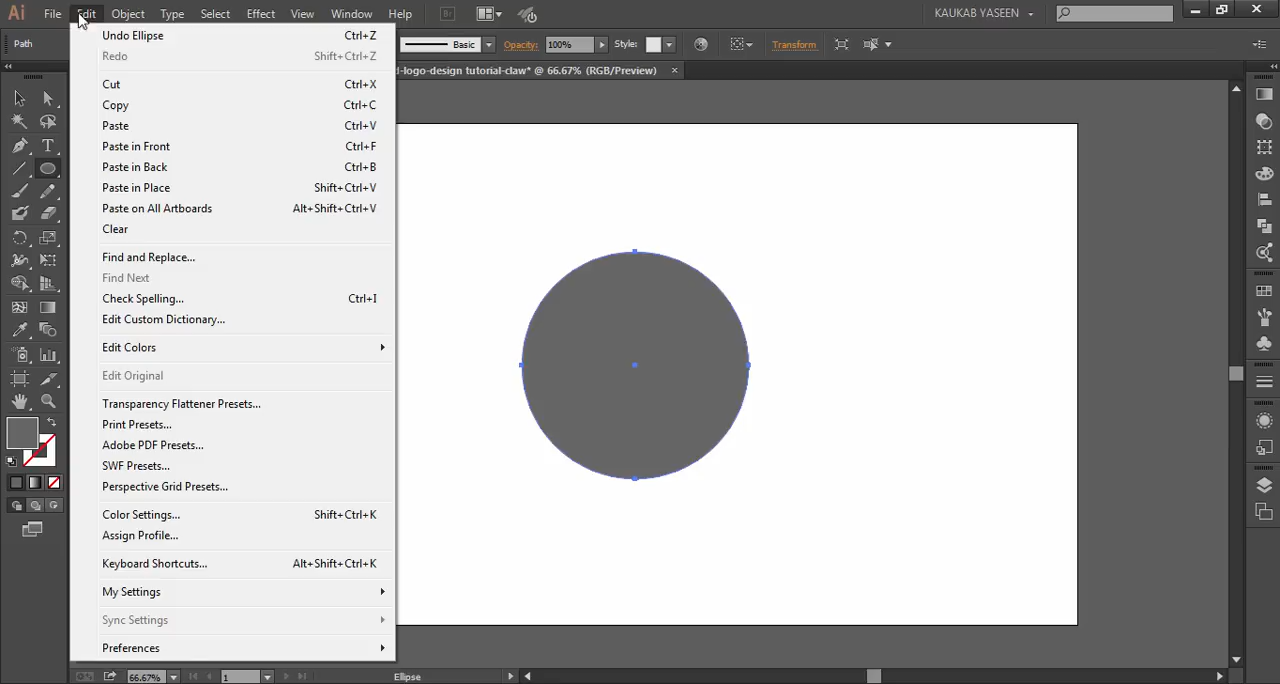 Ai File Edit Object Type Select Effect View Window Help Br KAUKAB YASEEN
Path Basic Opacity: 100% Style: Transform
d-logo-design tutorial-claw* @ 66.67% (RGB/Preview) ×
Undo Ellipse Ctrl+Z
Redo Shift+Ctrl+Z
Cut Ctrl+X
Copy Ctrl+C
Paste Ctrl+V
Paste in Front Ctrl+F
Paste in Back Ctrl+B
Paste in Place Shift+Ctrl+V
Paste on All Artboards Alt+Shift+Ctrl+V
Clear
Find and Replace...
Find Next
Check Spelling... Ctrl+I
Edit Custom Dictionary...
Edit Colors
Edit Original
Transparency Flattener Presets...
Print Presets...
Adobe PDF Presets...
SWF Presets...
Perspective Grid Presets...
Color Settings... Shift+Ctrl+K
Assign Profile...
Keyboard Shortcuts... Alt+Shift+Ctrl+K
My Settings
Sync Settings
Preferences
66.67% 1 Ellipse